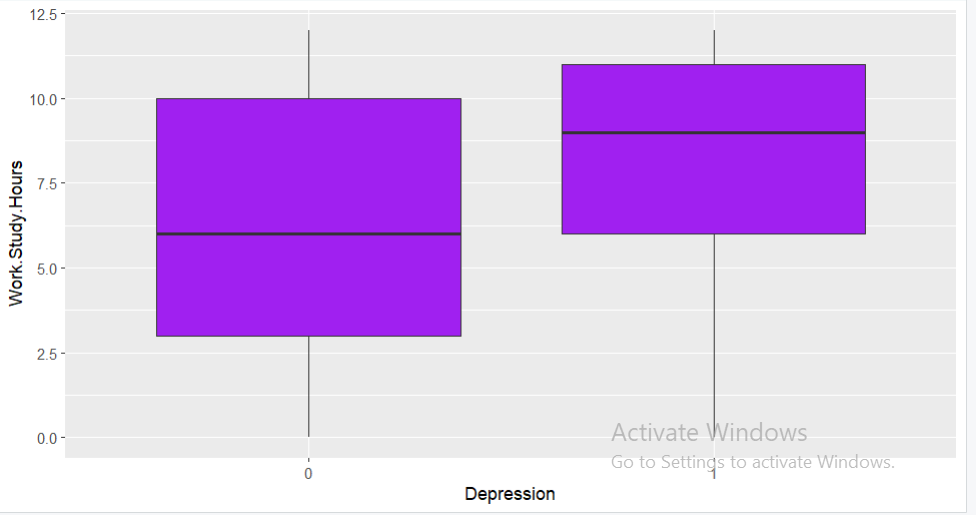 12.5
10.0
7.5
5.0
2.5
0.0
Work.Study.Hours
Activate Windows
Go to Settings to activate Windows.
0
1
Depression